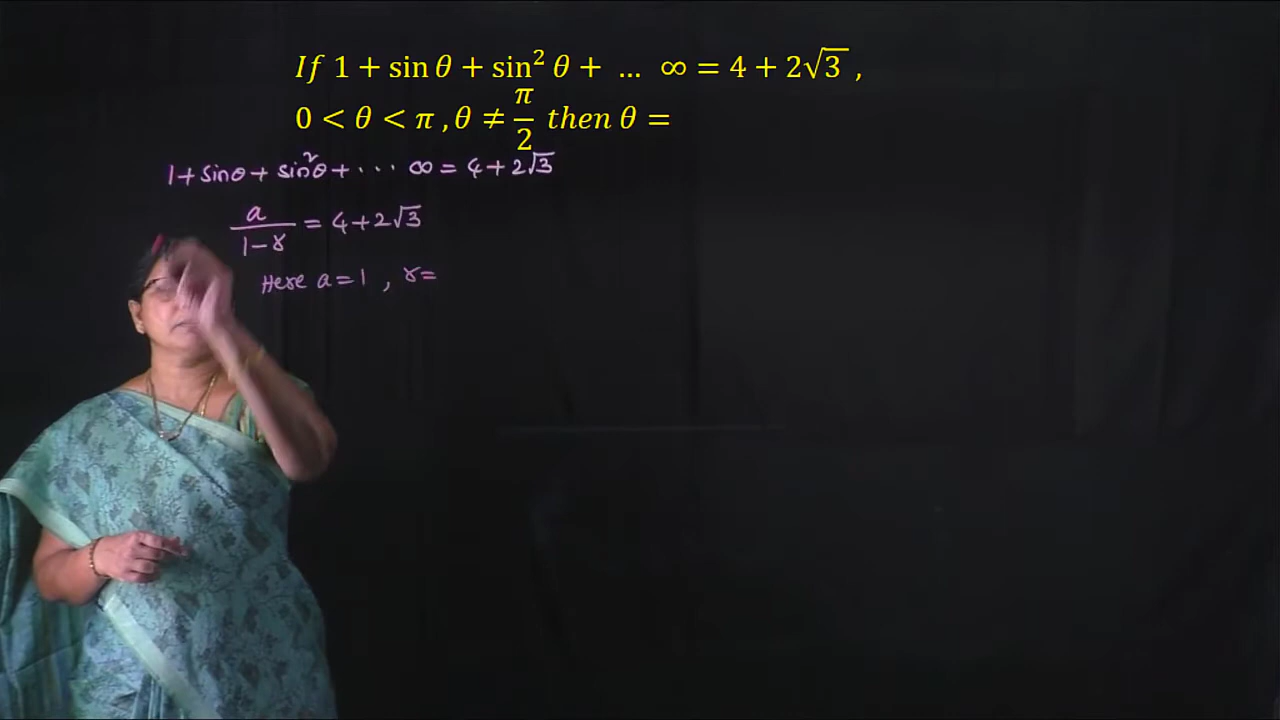 If 1 + sin θ + sin² θ + … ∞ = 4 + 2√3 ,
0 < θ < π , θ ≠ π/2 then θ =
1 + sinθ + sin²θ + ... ∞ = 4 + 2√3
a/(1-r) = 4 + 2√3
Here a = 1 , r =